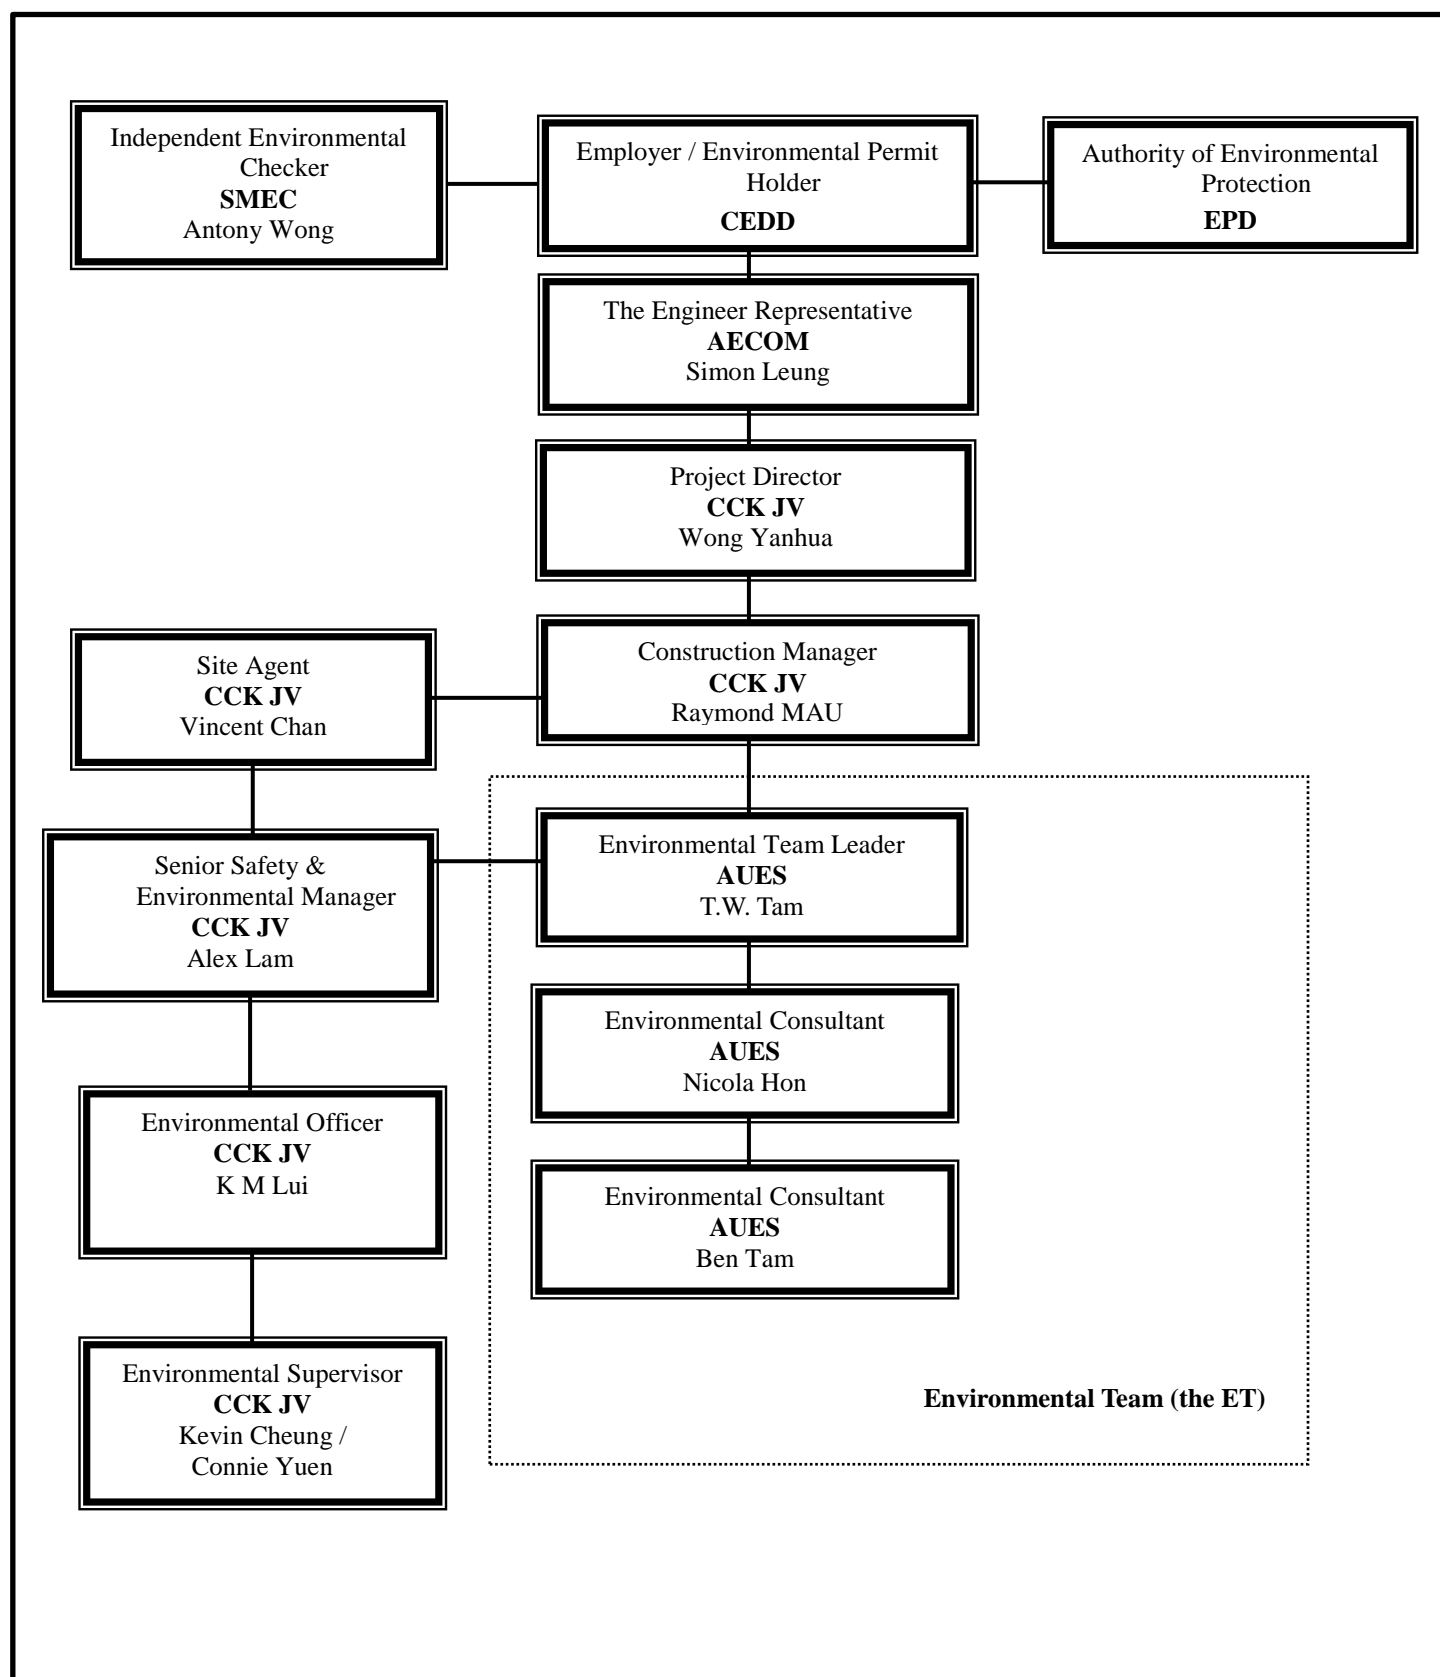 Independent Environmental
Checker
SMEC
Antony Wong
Employer / Environmental Permit
Holder
CEDD
Authority of Environmental
Protection
EPD
The Engineer Representative
AECOM
Simon Leung
Project Director
CCK JV
Wong Yanhua
Site Agent
CCK JV
Vincent Chan
Construction Manager
CCK JV
Raymond MAU
Senior Safety &
Environmental Manager
CCK JV
Alex Lam
Environmental Team Leader
AUES
T.W. Tam
Environmental Consultant
AUES
Nicola Hon
Environmental Officer
CCK JV
K M Lui
Environmental Consultant
AUES
Ben Tam
Environmental Supervisor
CCK JV
Kevin Cheung /
Connie Yuen
Environmental Team (the ET)